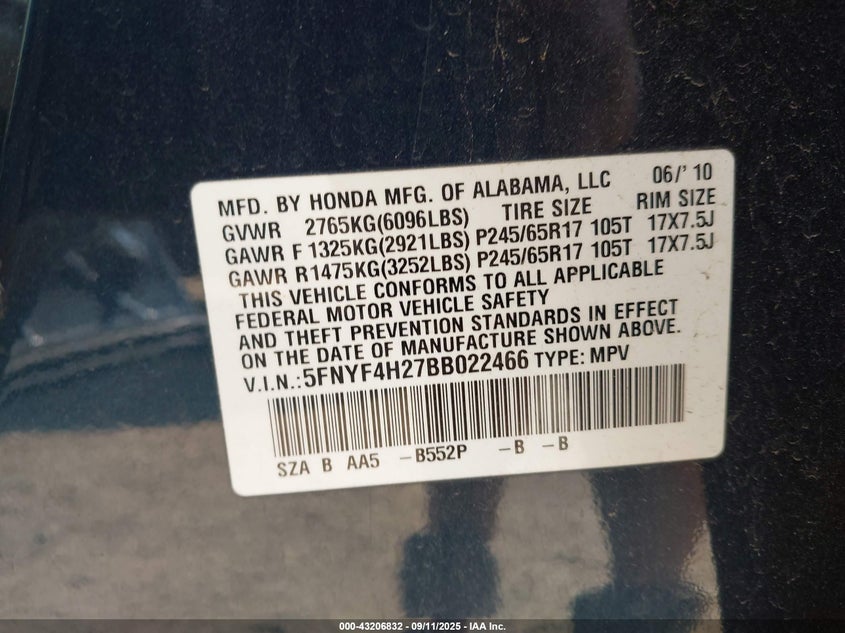 MFD. BY HONDA MFG. OF ALABAMA, LLC 06/' 10
GVWR 2765KG(6096LBS) TIRE SIZE RIM SIZE
GAWR F 1325KG(2921LBS) P245/65R17 105T 17X7.5J
GAWR R1475KG(3252LBS) P245/65R17 105T 17X7.5J
THIS VEHICLE CONFORMS TO ALL APPLICABLE
FEDERAL MOTOR VEHICLE SAFETY
AND THEFT PREVENTION STANDARDS IN EFFECT
ON THE DATE OF MANUFACTURE SHOWN ABOVE.
V.I.N.:5FNYF4H27BB022466 TYPE: MPV
SZA B AA5 –B552P –B –B
000-43206832 - 09/11/2025 - IAA Inc.